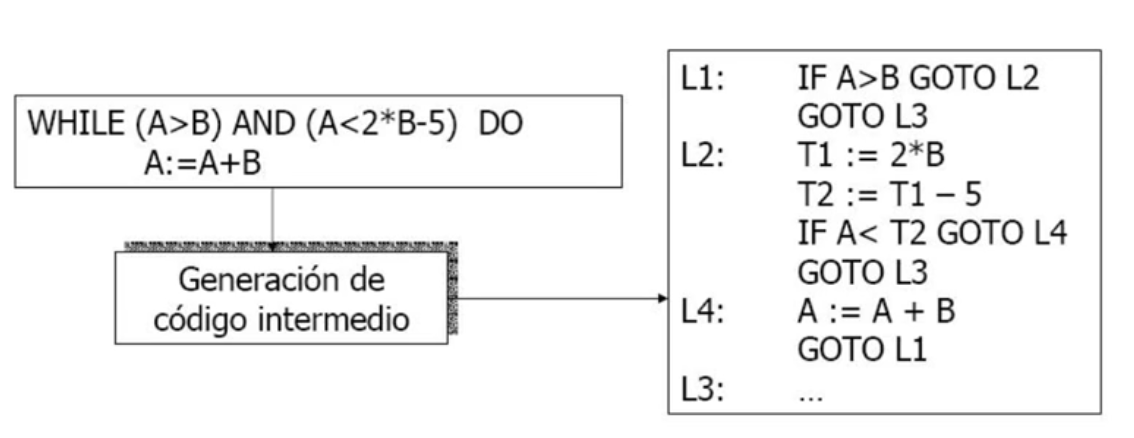 WHILE (A>B) AND (A<2*B-5) DO
A:=A+B
Generación de
código intermedio
L1: IF A>B GOTO L2
GOTO L3
L2: T1 := 2*B
T2 := T1 – 5
IF A< T2 GOTO L4
GOTO L3
L4: A := A + B
GOTO L1
L3: ...